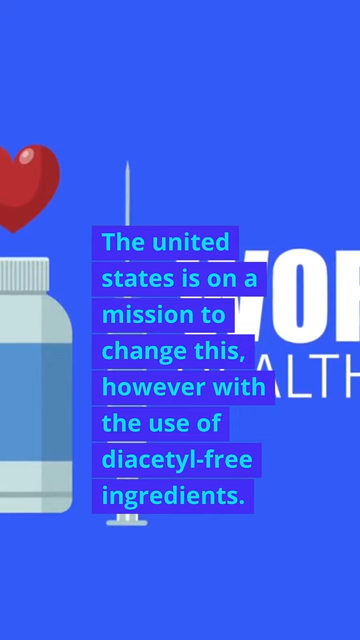 The united
states is on a
mission to
change this,
however with
the use of
diacetyl-free
ingredients.